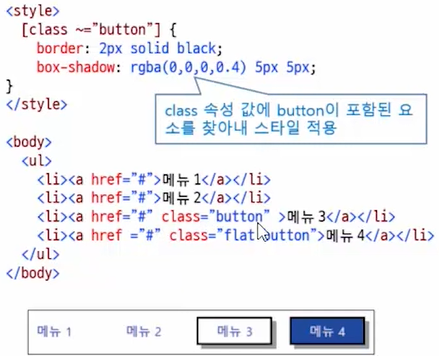 <style>
[class ~="button"] {
border: 2px solid black;
box-shadow: rgba(0,0,0,0.4) 5px 5px;
}
</style>
class 속성 값에 button이 포함된 요
소를 찾아내 스타일 적용
<body>
<ul>
<li><a href="#">메뉴 1</a></li>
<li><a href="#">메뉴 2</a></li>
<li><a href="#" class="button" >메뉴 3</a></li>
<li><a href ="#" class="flat button">메뉴 4</a></li>
</ul>
</body>
메뉴 1 메뉴 2 메뉴 3 메뉴 4